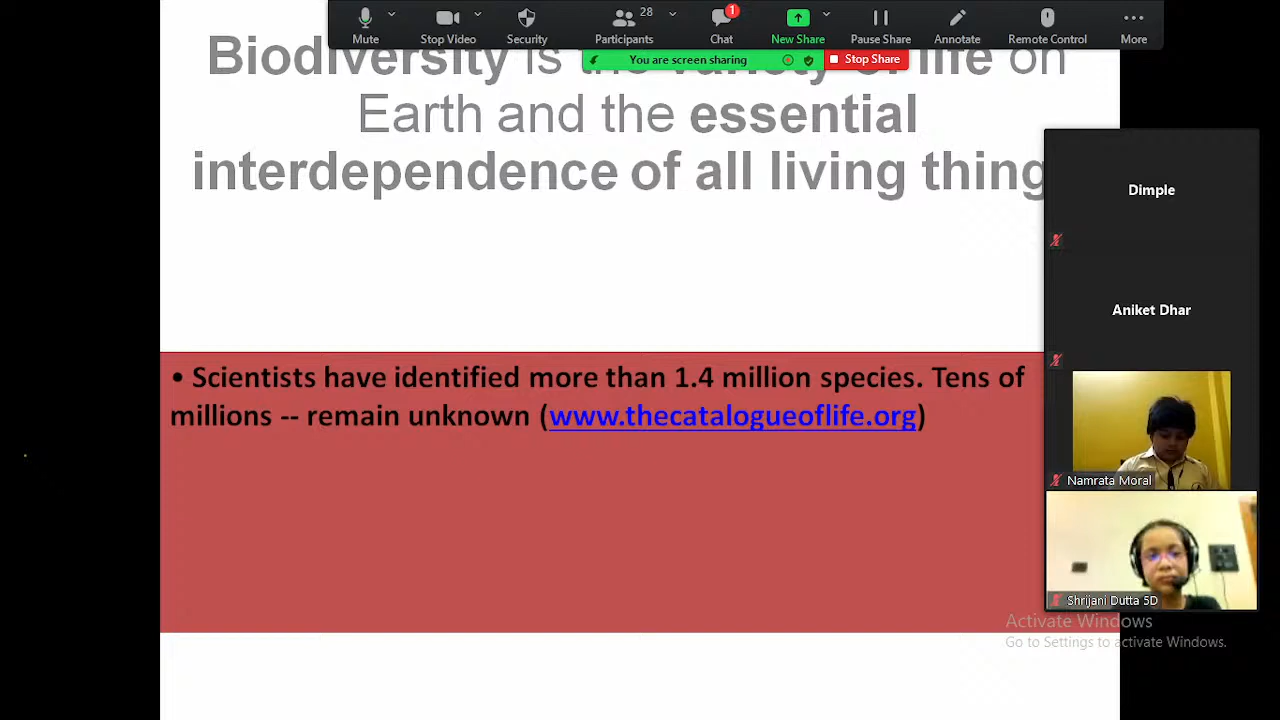 28
1
Mute
Stop Video
Security
Participants
Chat
New Share
Pause Share
Annotate
Remote Control
More
You are screen sharing
Stop Share
Biodiversity is the variety of life on
Earth and the essential
interdependence of all living thing
• Scientists have identified more than 1.4 million species. Tens of
millions -- remain unknown (www.thecatalogueoflife.org)
Dimple
Aniket Dhar
Namrata Moral
Shrijani Dutta 5D
Activate Windows
Go to Settings to activate Windows.